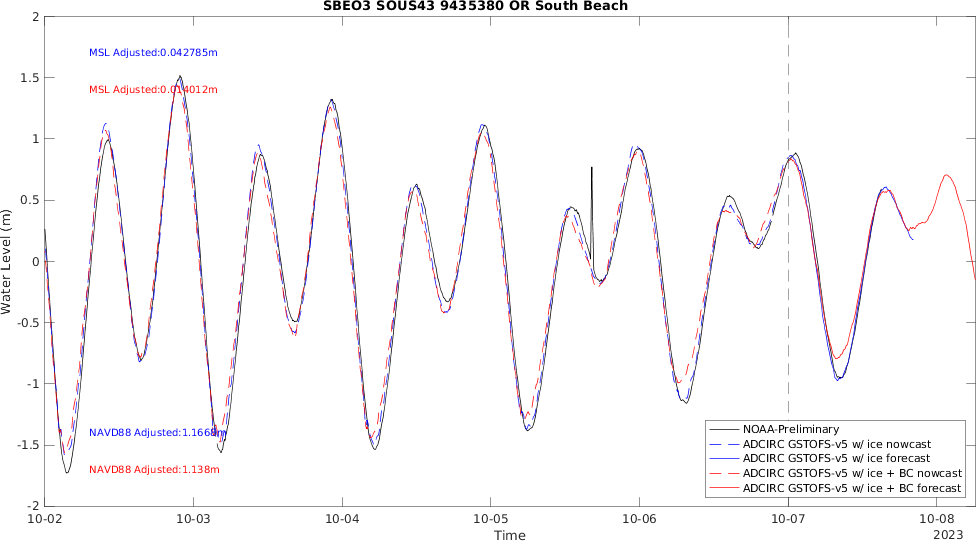 SBEO3 SOUS43 9435380 OR South Beach
MSL Adjusted:0.042785m
MSL Adjusted:0.014012m
NAVD88 Adjusted:1.1668m
NAVD88 Adjusted:1.138m
Water Level (m)
2
1.5
1
0.5
0
-0.5
-1
-1.5
-2
10-02
10-03
10-04
10-05
10-06
10-07
10-08
Time
2023
NOAA-Preliminary
ADCIRC GSTOFS-v5 w/ ice nowcast
ADCIRC GSTOFS-v5 w/ ice forecast
ADCIRC GSTOFS-v5 w/ ice + BC nowcast
ADCIRC GSTOFS-v5 w/ ice + BC forecast